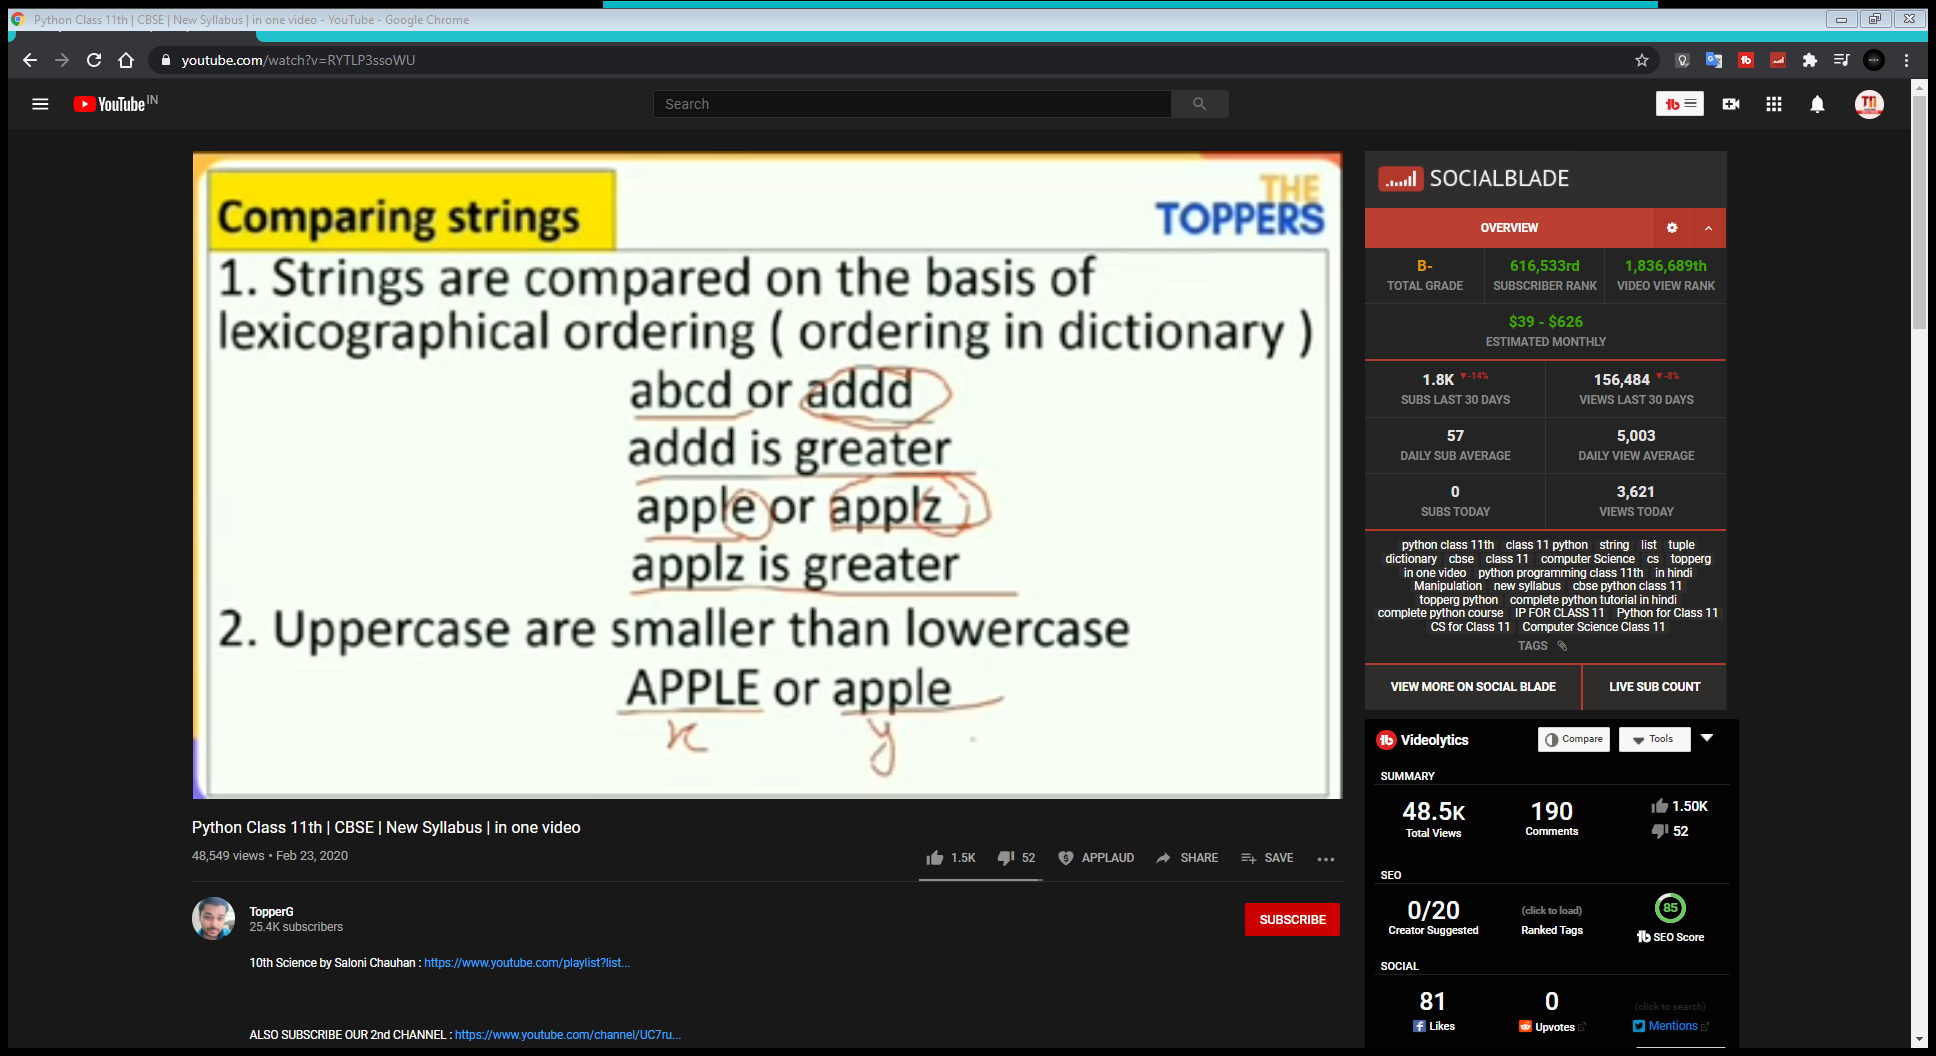 Python Class 11th | CBSE | New Syllabus | in one video - YouTube - Google Chrome
youtube.com/watch?v=RYTLP3ssoWU
YouTube IN
Search
THE
TOPPERS
Comparing strings
1. Strings are compared on the basis of
lexicographical ordering ( ordering in dictionary )
abcd or addd
addd is greater
apple or applz
applz is greater
2. Uppercase are smaller than lowercase
APPLE or apple
x y
Python Class 11th | CBSE | New Syllabus | in one video
48,549 views • Feb 23, 2020
1.5K 52 APPLAUD SHARE SAVE
TopperG
25.4K subscribers
SUBSCRIBE
10th Science by Saloni Chauhan : https://www.youtube.com/playlist?list...
ALSO SUBSCRIBE OUR 2nd CHANNEL : https://www.youtube.com/channel/UC7ru...
SOCIALBLADE
OVERVIEW
B- 616,533rd 1,836,689th
TOTAL GRADE SUBSCRIBER RANK VIDEO VIEW RANK
$39 - $626
ESTIMATED MONTHLY
1.8K ▼-14% 156,484 ▼-8%
SUBS LAST 30 DAYS VIEWS LAST 30 DAYS
57 5,003
DAILY SUB AVERAGE DAILY VIEW AVERAGE
0 3,621
SUBS TODAY VIEWS TODAY
python class 11th class 11 python string list tuple
dictionary cbse class 11 computer Science cs topperg
in one video python programming class 11th in hindi
Manipulation new syllabus cbse python class 11
topperg python complete python tutorial in hindi
complete python course IP FOR CLASS 11 Python for Class 11
CS for Class 11 Computer Science Class 11
TAGS
VIEW MORE ON SOCIAL BLADE LIVE SUB COUNT
Videolytics Compare Tools
SUMMARY
48.5K 190 1.50K
Total Views Comments 52
SEO
0/20 (click to load) 85
Creator Suggested Ranked Tags SEO Score
SOCIAL
81 0 (click to search)
Likes Upvotes Mentions